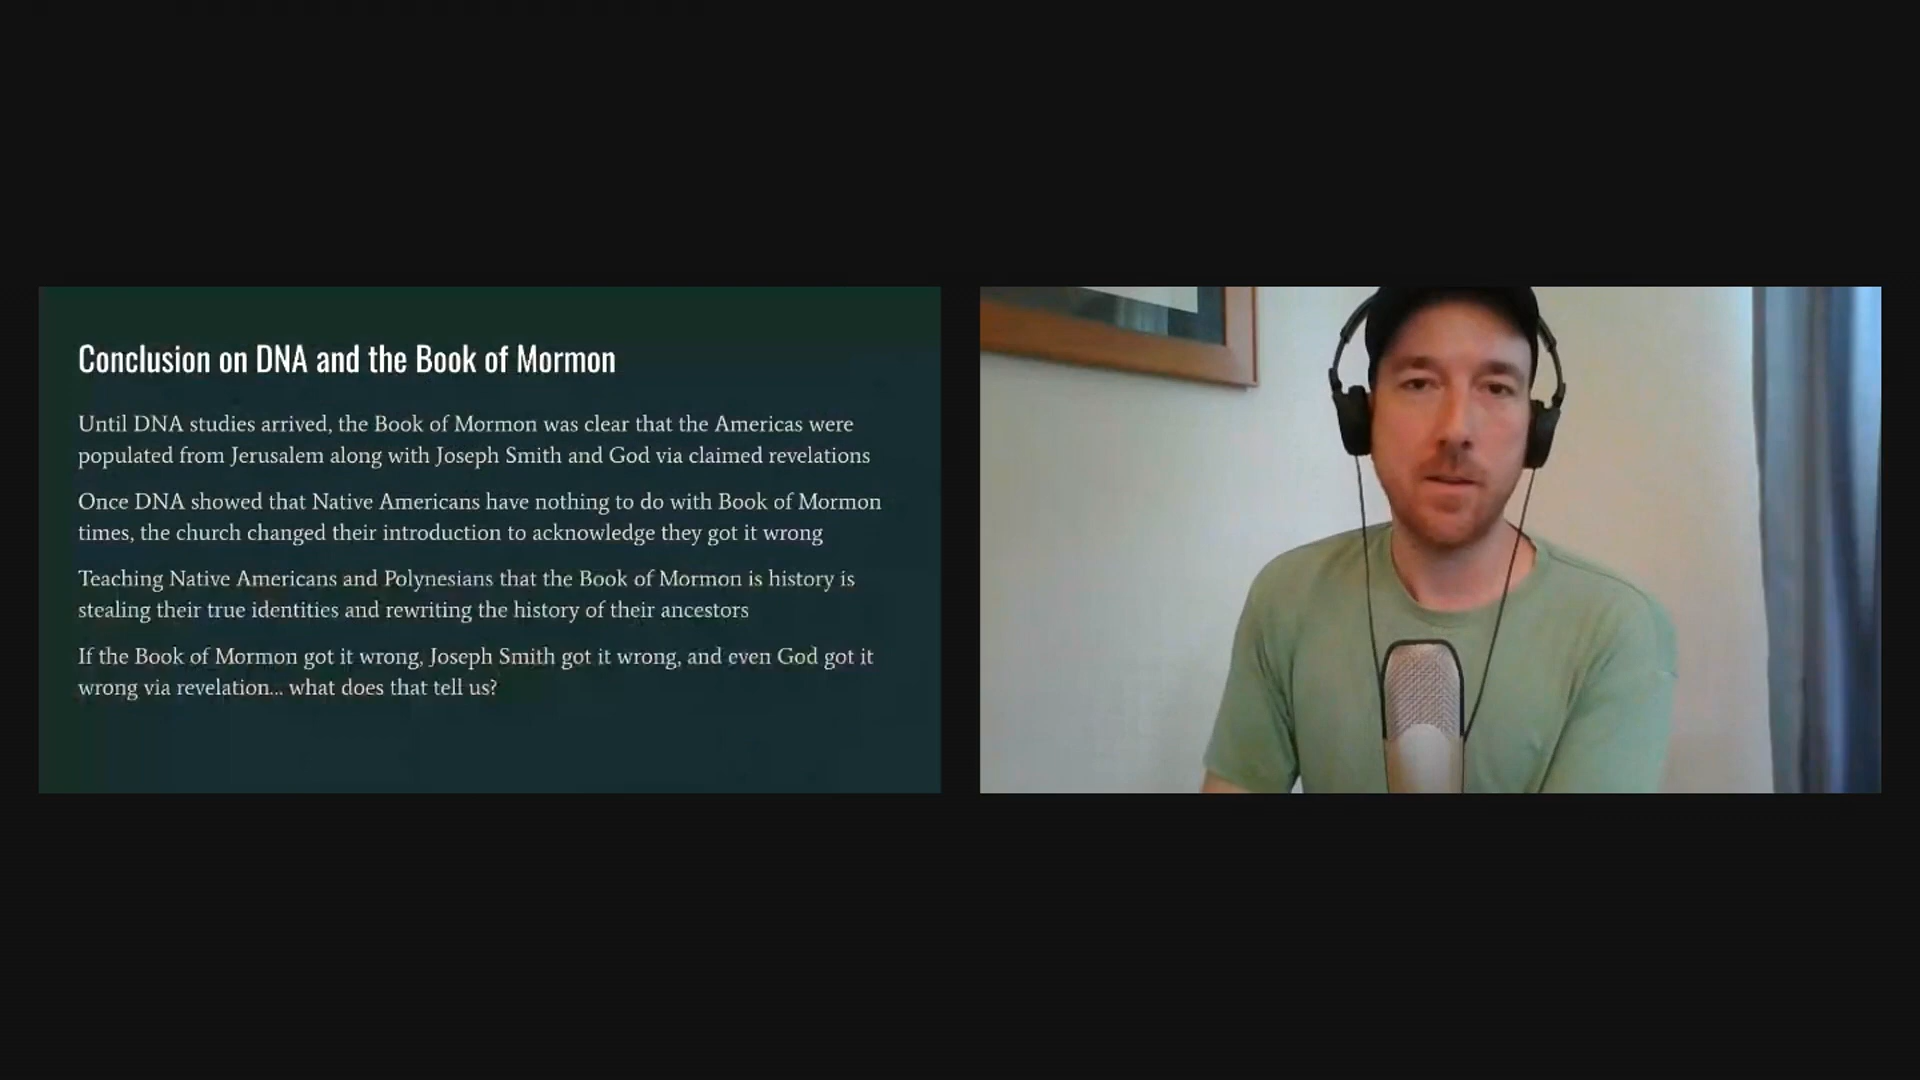 Conclusion on DNA and the Book of Mormon
Until DNA studies arrived, the Book of Mormon was clear that the Americas were
populated from Jerusalem along with Joseph Smith and God via claimed revelations
Once DNA showed that Native Americans have nothing to do with Book of Mormon
times, the church changed their introduction to acknowledge they got it wrong
Teaching Native Americans and Polynesians that the Book of Mormon is history is
stealing their true identities and rewriting the history of their ancestors
If the Book of Mormon got it wrong, Joseph Smith got it wrong, and even God got it
wrong via revelation... what does that tell us?